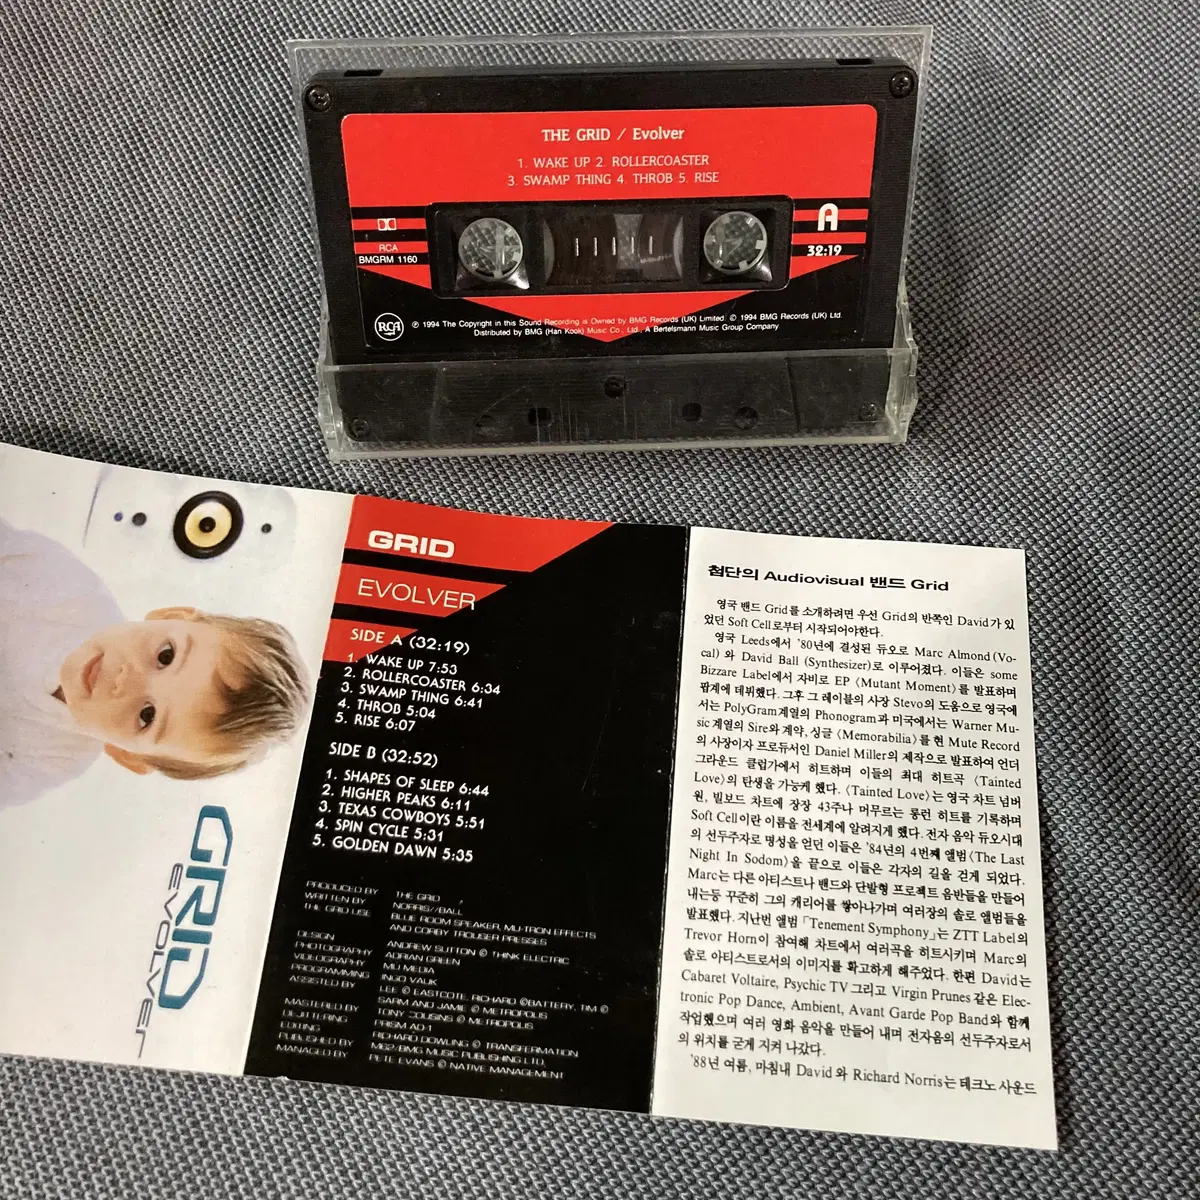 THE GRID / Evolver
1. WAKE UP 2. ROLLERCOASTER
3. SWAMP THING 4. THROB 5. RISE
RCA
BMGRM 1160
A
32:19
RCA
℗ 1994 The Copyright in this Sound Recording is Owned by BMG Records (UK) Limited. © 1994 BMG Records (UK) Ltd.
Distributed by BMG (Han Kook) Music Co., Ltd., A Bertelsmann Music Group Company
GRID
EVOLVER
GRID
EVOLVER
SIDE A (32:19)
1. WAKE UP 7:53
2. ROLLERCOASTER 6:34
3. SWAMP THING 6:41
4. THROB 5:04
5. RISE 6:07
SIDE B (32:52)
1. SHAPES OF SLEEP 6:44
2. HIGHER PEAKS 6:11
3. TEXAS COWBOYS 5:51
4. SPIN CYCLE 5:31
5. GOLDEN DAWN 5:35
PRODUCED BY THE GRID
WRITTEN BY NORRIS//BALL
THE GRID USE BLUE ROOM SPEAKER, MU-TRON EFFECTS
AND CORBY TROUSER PRESSES
DESIGN ANDREW SUTTON @ THINK ELECTRIC
PHOTOGRAPHY ADRIAN GREEN
VIDEOGRAPHY MU MEDIA
PROGRAMMING INGO VAUK
ASSISTED BY LEE @ EASTCOTE, RICHARD @BATTERY, TIM @
SARM AND JAMIE @ METROPOLIS
MASTERED BY TONY COUSINS @ METROPOLIS
DEJITTERING PRISM AD-1
EDITING RICHARD DOWLING @ TRANSFERMATION
PUBLISHED BY MG2/BMG MUSIC PUBLISHING LTD.
MANAGED BY PETE EVANS @ NATIVE MANAGEMENT
첨단의 Audiovisual 밴드 Grid
영국 밴드 Grid를 소개하려면 우선 Grid의 반쪽인 David가 있
었던 Soft Cell로부터 시작되어야한다.
영국 Leeds에서 '80년에 결성된 듀오로 Marc Almond (Vo-
cal) 와 David Ball (Synthesizer)로 이루어졌다. 이들은 some
Bizzare Label에서 자비로 EP〈Mutant Moment〉를 발표하며
팝계에 데뷔했다. 그후 그 레이블의 사장 Stevo의 도움으로 영국에
서는 PolyGram계열의 Phonogram과 미국에서는 Warner Mu-
sic 계열의 Sire와 계약, 싱글〈Memorabilia〉를 현 Mute Record
의 사장이자 프로듀서인 Daniel Miller의 제작으로 발표하여 언더
그라운드 클럽가에서 히트하며 이들의 최대 히트곡〈Tainted
Love〉의 탄생을 가능케 했다.〈Tainted Love〉는 영국 차트 넘버
원, 빌보드 차트에 장장 43주나 머무르는 롱런 히트를 기록하며
Soft Cell이란 이름을 전세계에 알려지게 했다. 전자 음악 듀오시대
의 선두주자로 명성을 얻던 이들은 '84년의 4번째 앨범〈The Last
Night In Sodom〉을 끝으로 이들은 각자의 길을 걷게 되었다.
Marc는 다른 아티스트나 밴드와 단발형 프로젝트 음반들을 만들어
내는등 꾸준히 그의 캐리어를 쌓아나가며 여러장의 솔로 앨범들을
발표했다. 지난번 앨범「Tenement Symphony」는 ZTT Label의
Trevor Horn이 참여해 차트에서 여러곡을 히트시키며 Marc의
솔로 아티스트로서의 이미지를 확고하게 해주었다. 한편 David는
Cabaret Voltaire, Psychic TV 그리고 Virgin Prunes 같은 Elec-
tronic Pop Dance, Ambient, Avant Garde Pop Band와 함께
작업했으며 여러 영화 음악을 만들어 내며 전자음의 선두주자로서
의 위치를 굳게 지켜 나갔다.
'88년 여름, 마침내 David 와 Richard Norris는 테크노 사운드